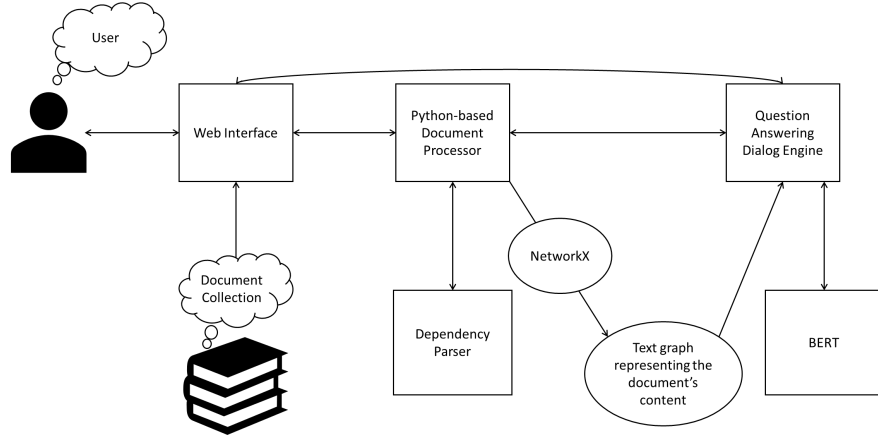 User
Web Interface
Python-based
Document
Processor
Question
Answering
Dialog Engine
NetworkX
Document
Collection
Dependency
Parser
Text graph
representing the
document's
content
BERT